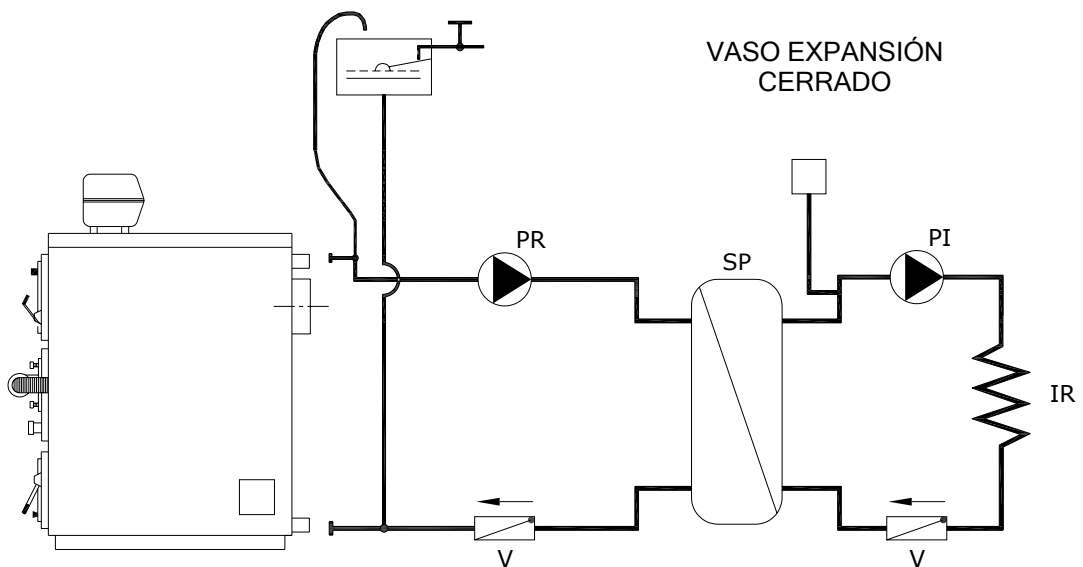 VASO EXPANSIÓN
CERRADO
PR
SP
PI
IR
V
V